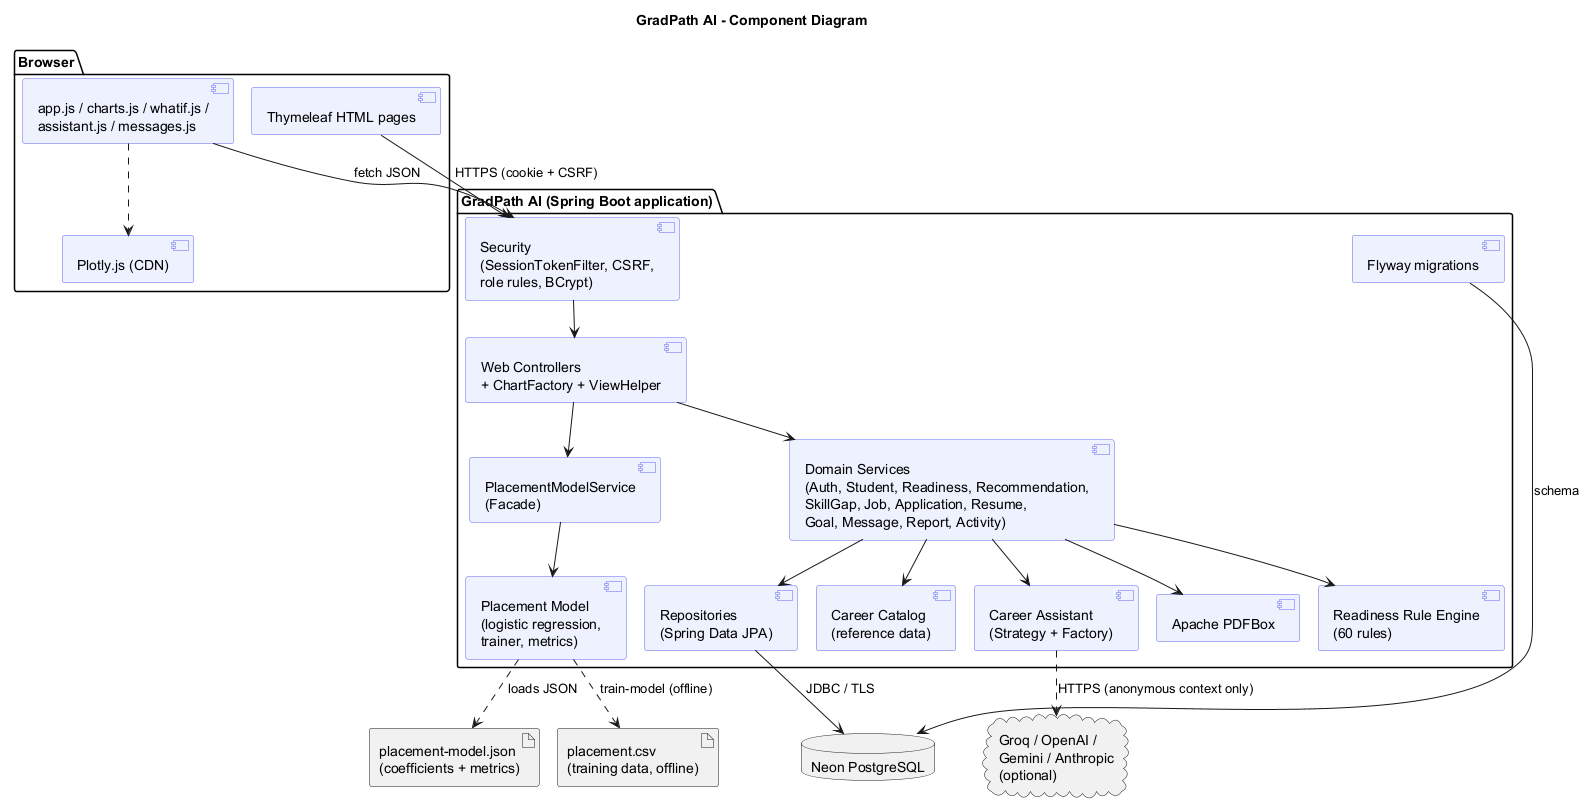 GradPath AI - Component Diagram
Browser
app.js / charts.js / whatif.js /
assistant.js / messages.js
Thymeleaf HTML pages
fetch JSON
HTTPS (cookie + CSRF)
Plotly.js (CDN)
GradPath AI (Spring Boot application)
Security
(SessionTokenFilter, CSRF,
role rules, BCrypt)
Flyway migrations
Web Controllers
+ ChartFactory + ViewHelper
PlacementModelService
(Facade)
Domain Services
(Auth, Student, Readiness, Recommendation,
SkillGap, Job, Application, Resume,
Goal, Message, Report, Activity)
schema
Placement Model
(logistic regression,
trainer, metrics)
Repositories
(Spring Data JPA)
Career Catalog
(reference data)
Career Assistant
(Strategy + Factory)
Apache PDFBox
Readiness Rule Engine
(60 rules)
loads JSON
train-model (offline)
JDBC / TLS
HTTPS (anonymous context only)
placement-model.json
(coefficients + metrics)
placement.csv
(training data, offline)
Neon PostgreSQL
Groq / OpenAI /
Gemini / Anthropic
(optional)